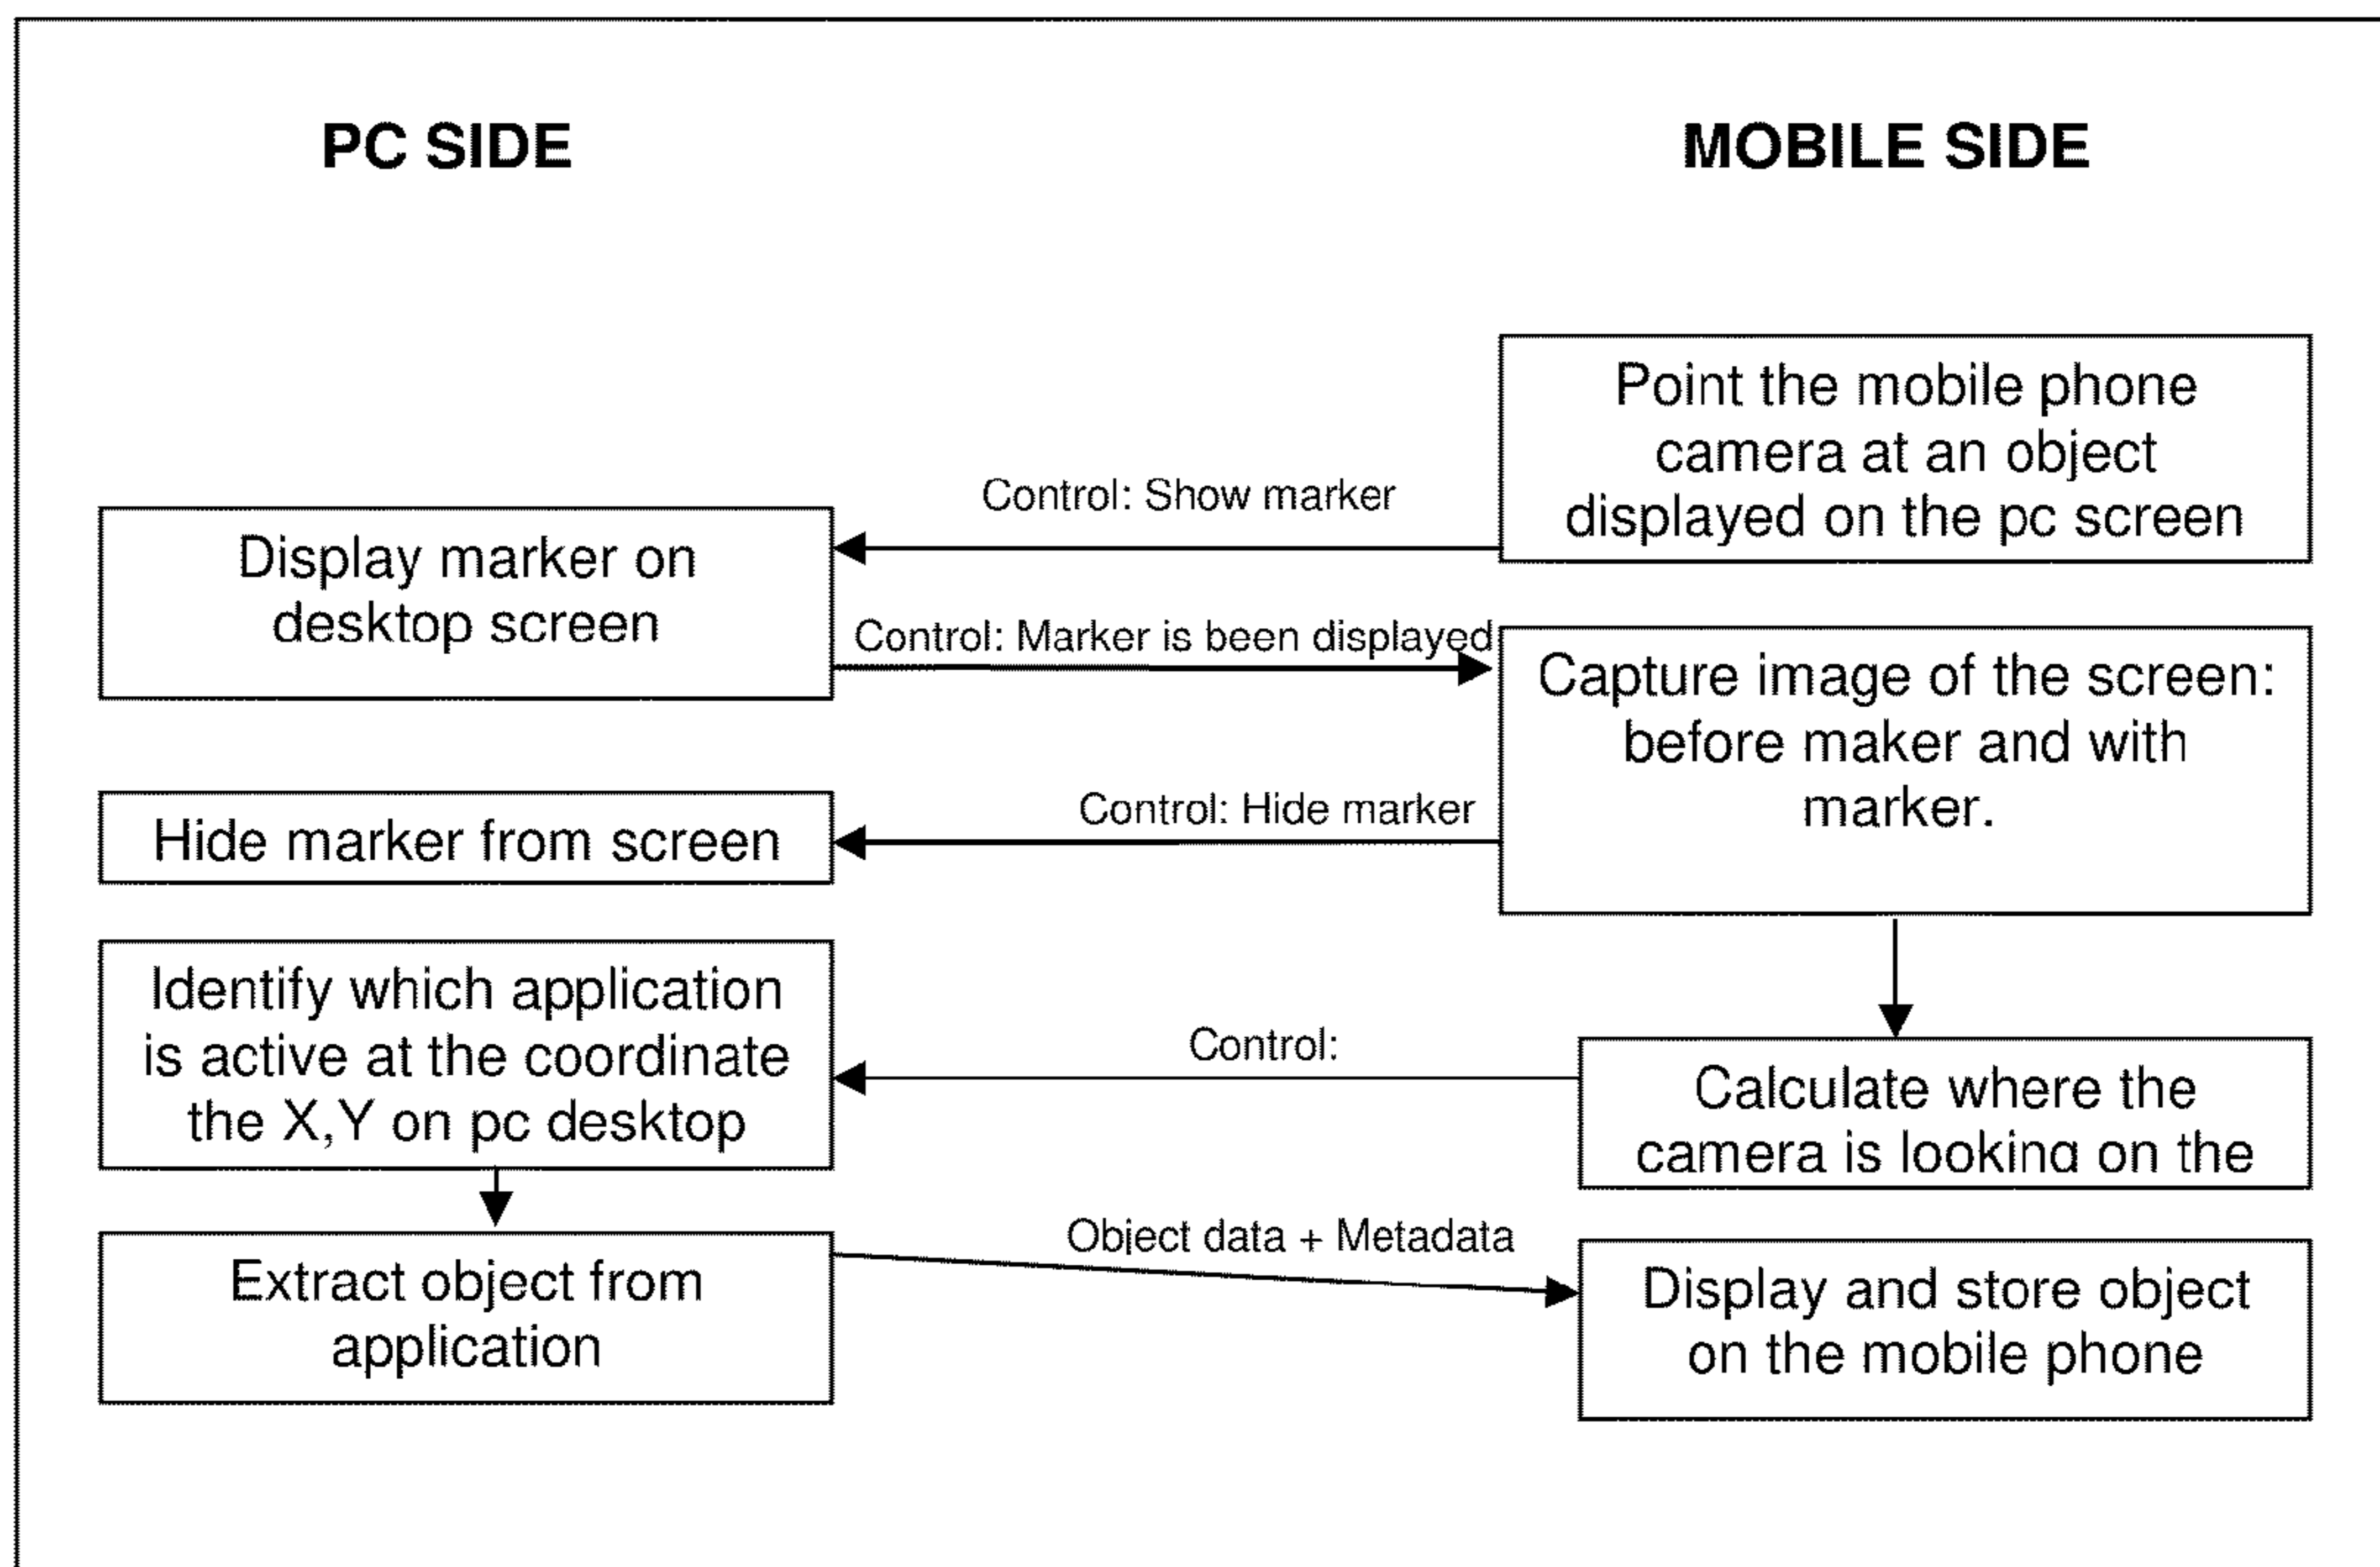 PC SIDE
MOBILE SIDE
Point the mobile phone
camera at an object
displayed on the pc screen
Control: Show marker
Display marker on
desktop screen
Control: Marker is been displayed
Capture image of the screen:
before maker and with
marker.
Control: Hide marker
Hide marker from screen
Identify which application
is active at the coordinate
the X,Y on pc desktop
Control:
Calculate where the
camera is looking on the
Extract object from
application
Object data + Metadata
Display and store object
on the mobile phone